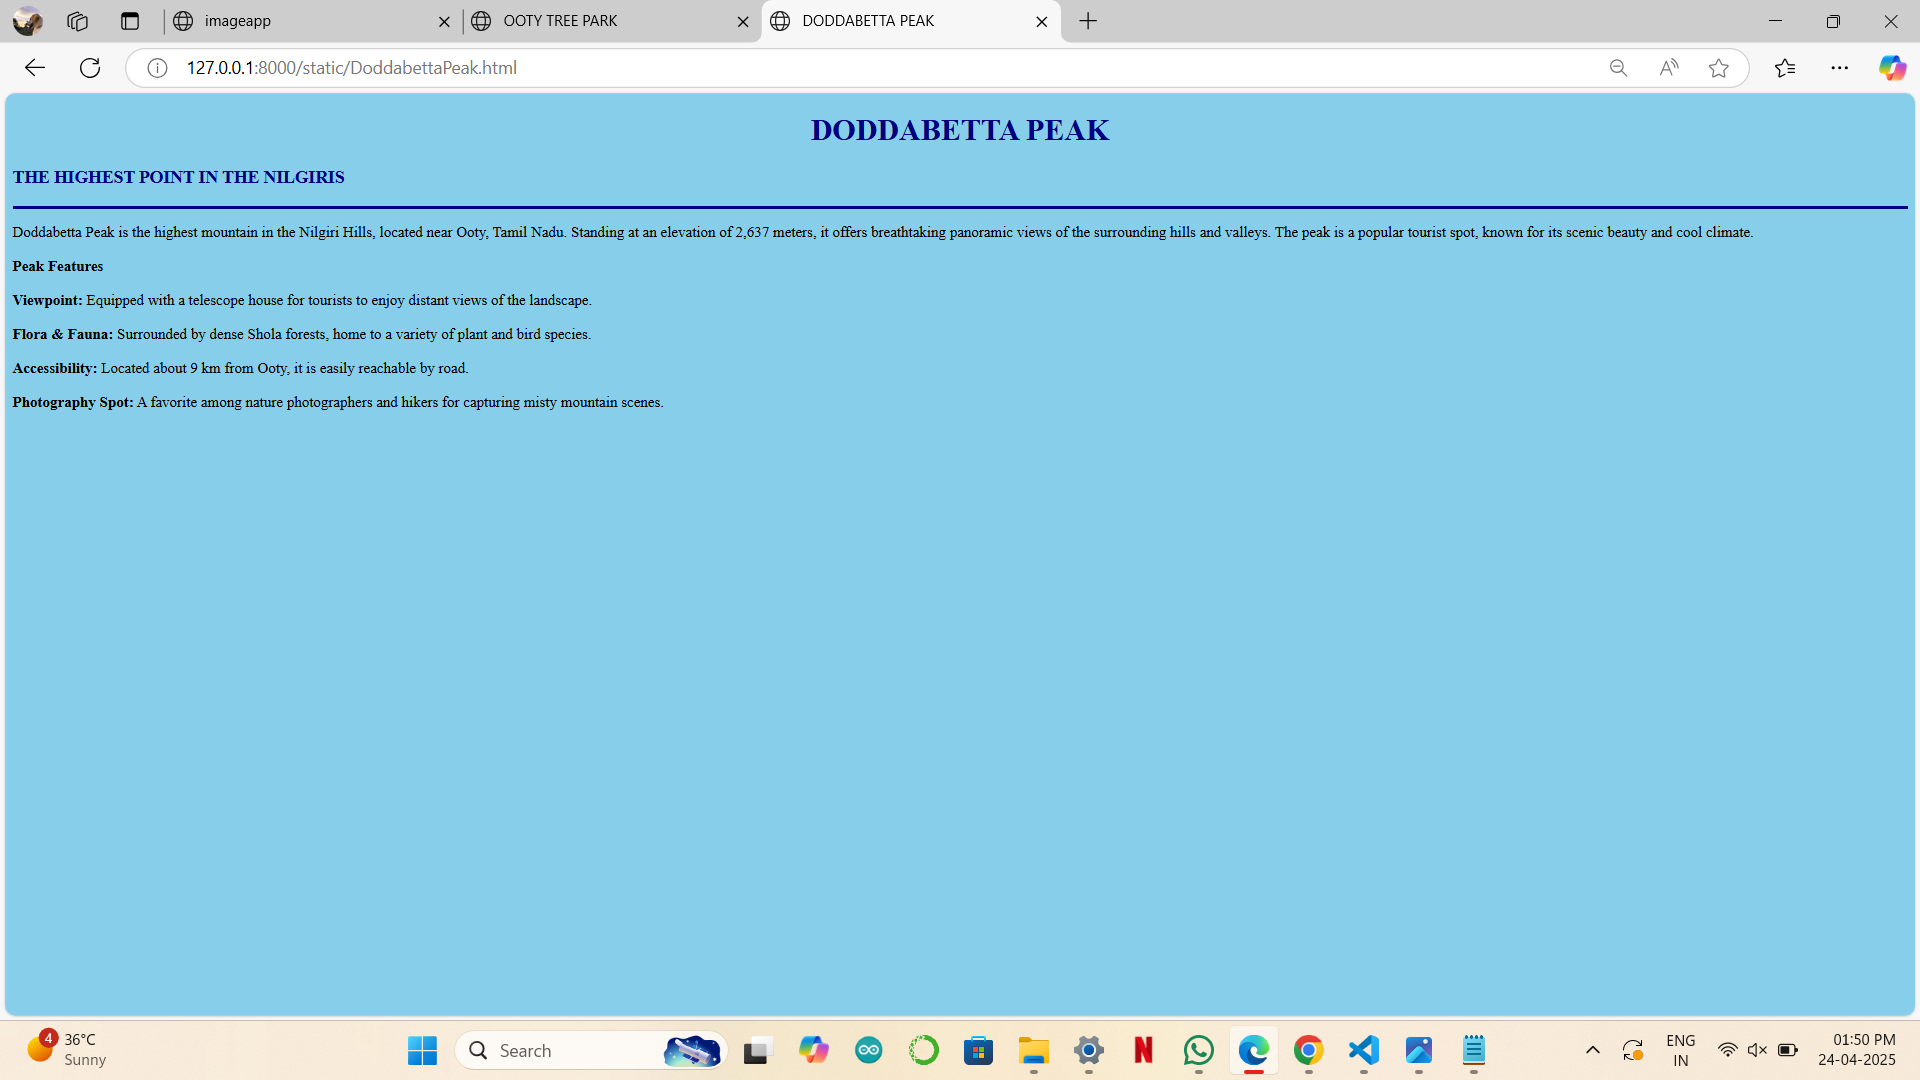 imageapp
OOTY TREE PARK
DODDABETTA PEAK
127.0.0.1:8000/static/DoddabettaPeak.html
DODDABETTA PEAK
THE HIGHEST POINT IN THE NILGIRIS
Doddabetta Peak is the highest mountain in the Nilgiri Hills, located near Ooty, Tamil Nadu. Standing at an elevation of 2,637 meters, it offers breathtaking panoramic views of the surrounding hills and valleys. The peak is a popular tourist spot, known for its scenic beauty and cool climate.
Peak Features
Viewpoint: Equipped with a telescope house for tourists to enjoy distant views of the landscape.
Flora & Fauna: Surrounded by dense Shola forests, home to a variety of plant and bird species.
Accessibility: Located about 9 km from Ooty, it is easily reachable by road.
Photography Spot: A favorite among nature photographers and hikers for capturing misty mountain scenes.
4
36°C
Sunny
Search
ENG
IN
01:50 PM
24-04-2025